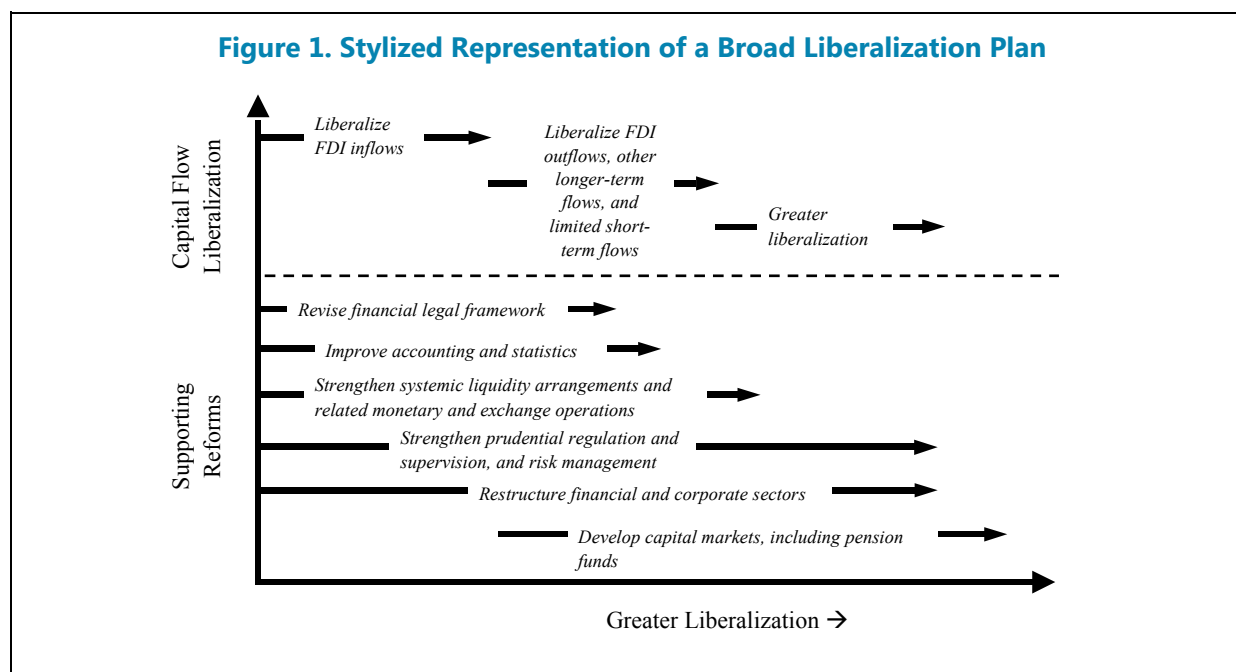 Figure 1. Stylized Representation of a Broad Liberalization Plan
Capital Flow
Liberalization
Liberalize
FDI inflows
Liberalize FDI
outflows, other
longer-term
flows, and
limited short-
term flows
Greater
liberalization
Supporting
Reforms
Revise financial legal framework
Improve accounting and statistics
Strengthen systemic liquidity arrangements and
related monetary and exchange operations
Strengthen prudential regulation and
supervision, and risk management
Restructure financial and corporate sectors
Develop capital markets, including pension
funds
Greater Liberalization →